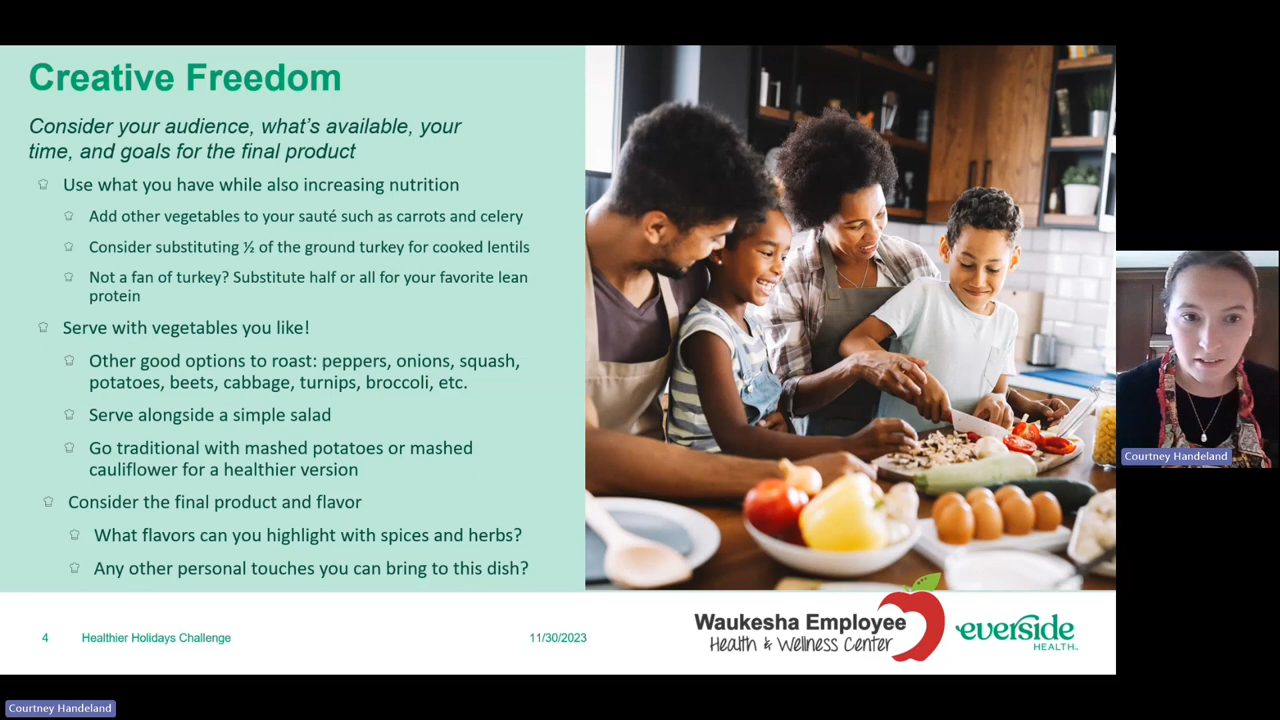 Creative Freedom
Consider your audience, what's available, your
time, and goals for the final product
Use what you have while also increasing nutrition
Add other vegetables to your sauté such as carrots and celery
Consider substituting ½ of the ground turkey for cooked lentils
Not a fan of turkey? Substitute half or all for your favorite lean
protein
Serve with vegetables you like!
Other good options to roast: peppers, onions, squash,
potatoes, beets, cabbage, turnips, broccoli, etc.
Serve alongside a simple salad
Go traditional with mashed potatoes or mashed
cauliflower for a healthier version
Consider the final product and flavor
What flavors can you highlight with spices and herbs?
Any other personal touches you can bring to this dish?
4
Healthier Holidays Challenge
11/30/2023
Waukesha Employee
Health & Wellness Center
everside
HEALTH™
Courtney Handeland
Courtney Handeland